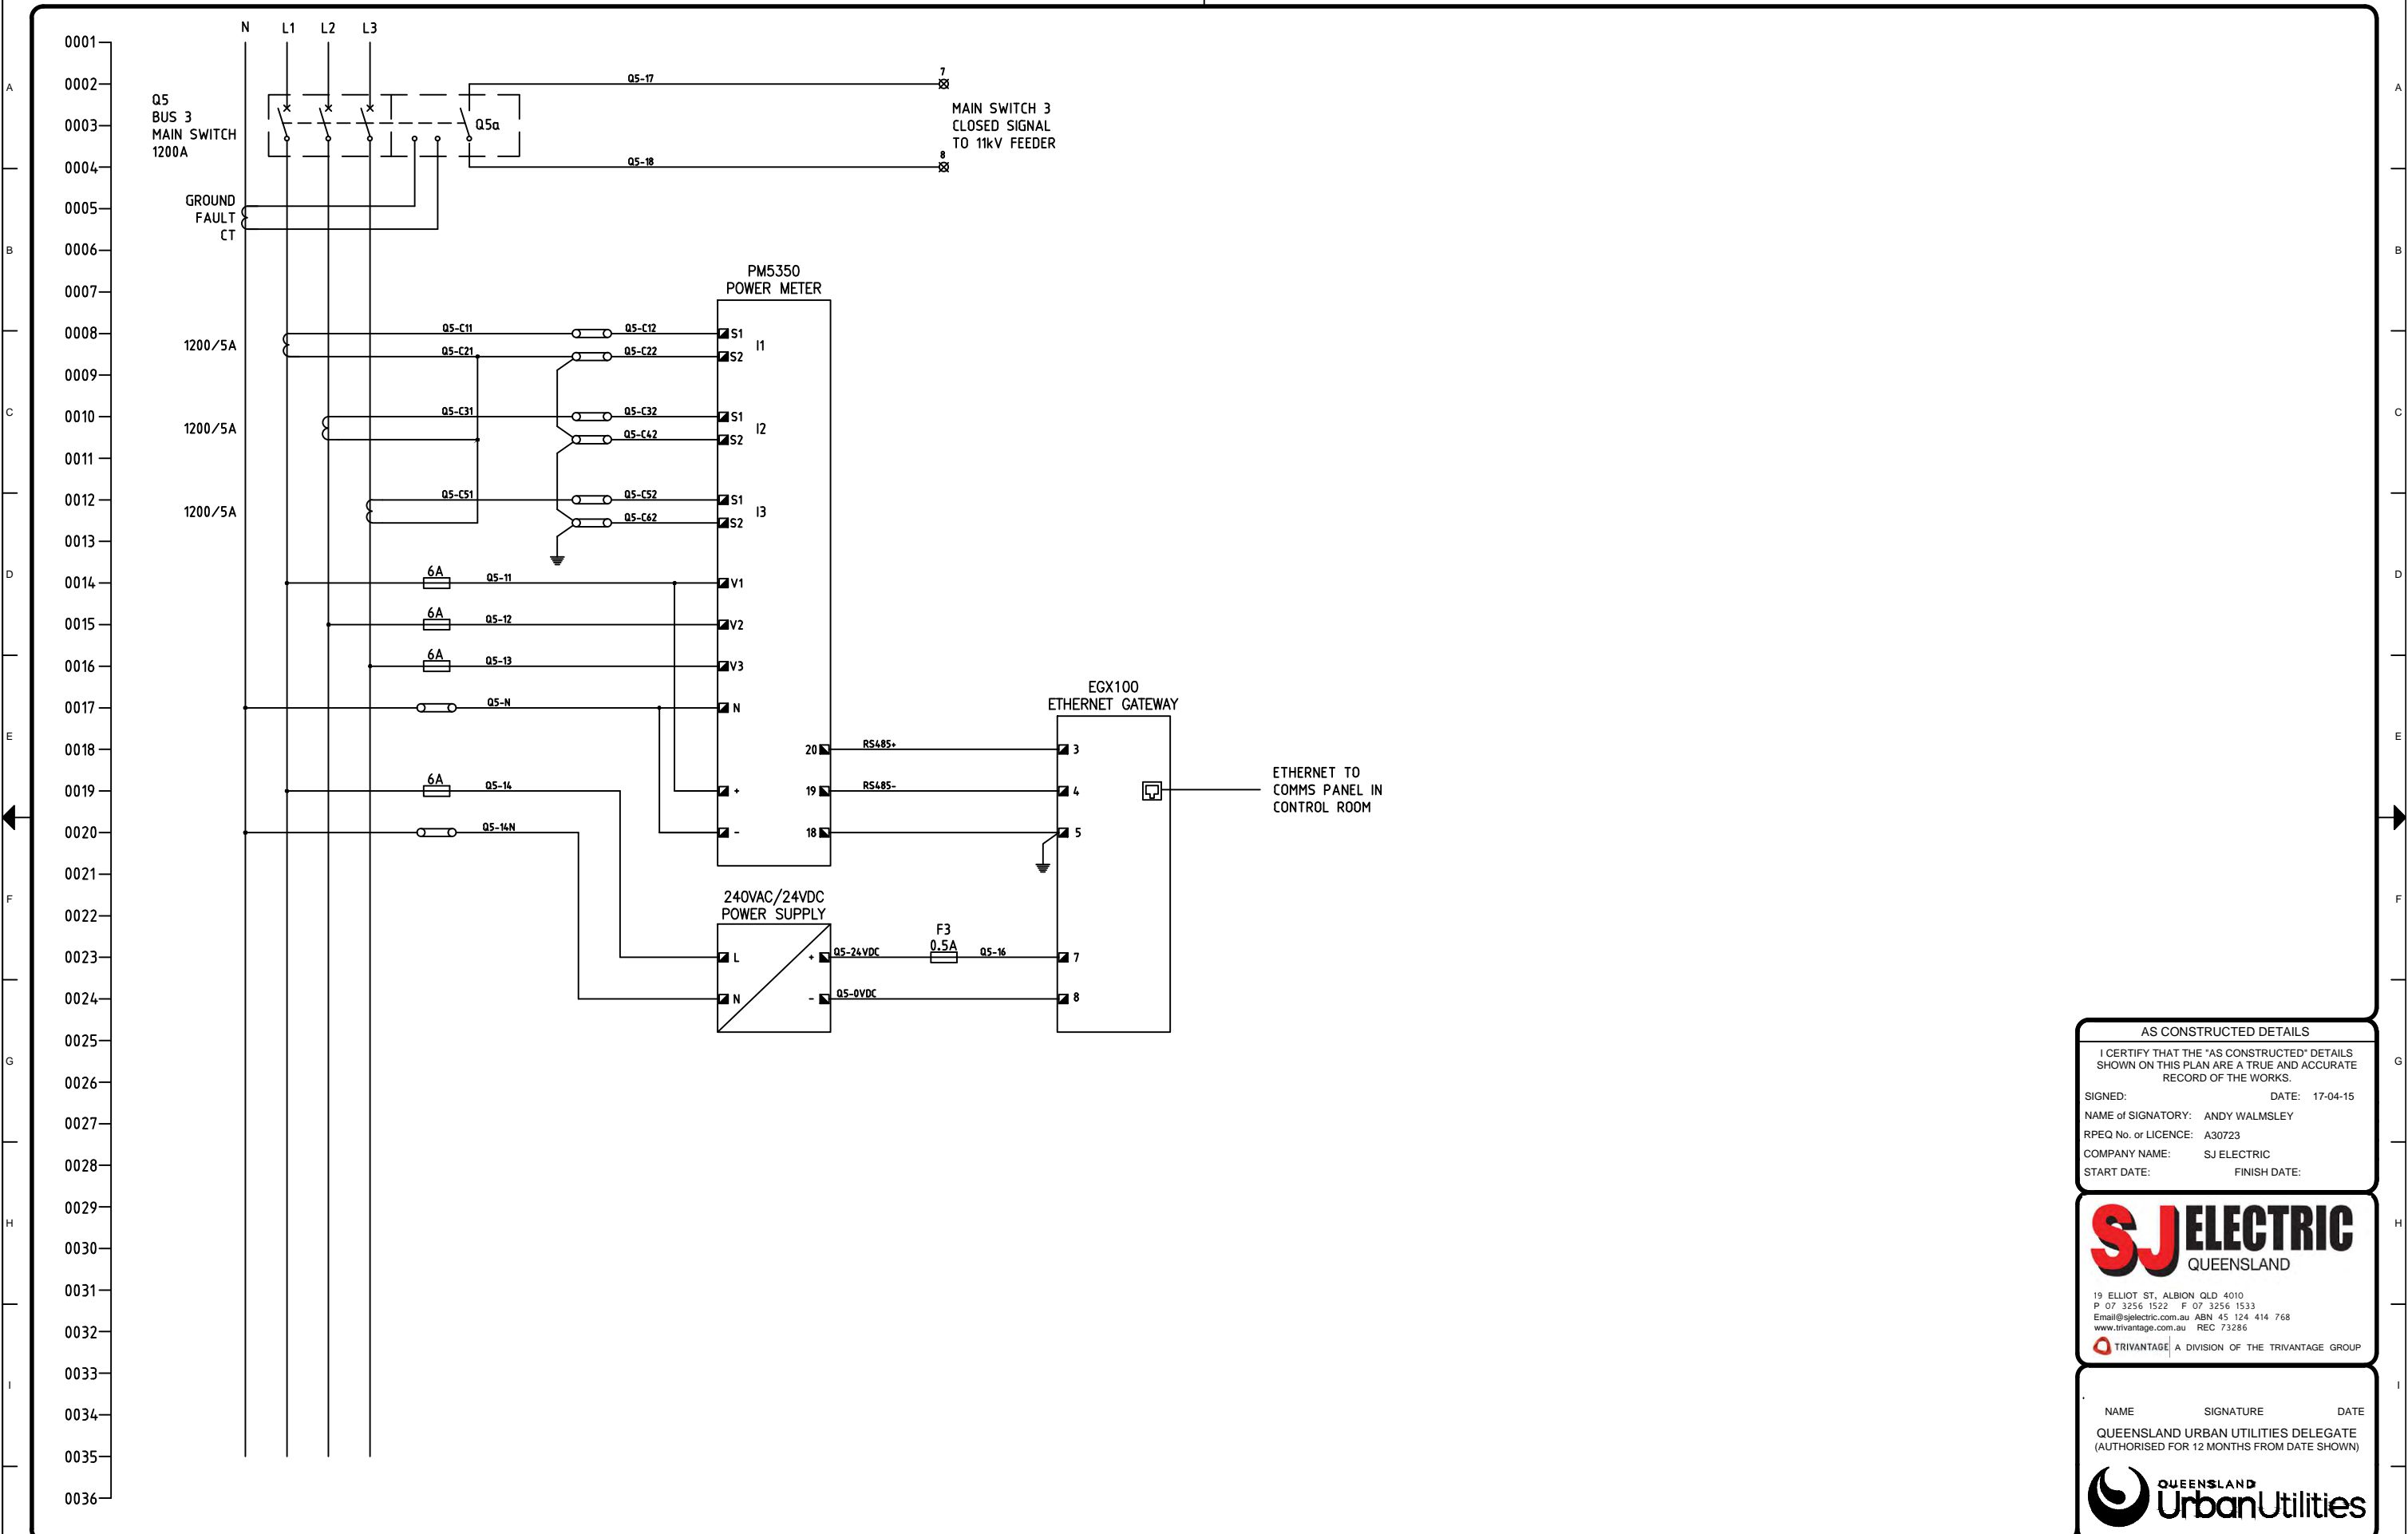 N L1 L2 L3
0001
0002
0003
0004
0005
0006
0007
0008
0009
0010
0011
0012
0013
0014
0015
0016
0017
0018
0019
0020
0021
0022
0023
0024
0025
0026
0027
0028
0029
0030
0031
0032
0033
0034
0035
0036
A
B
C
D
E
F
G
H
I
Q5
BUS 3
MAIN SWITCH
1200A
Q5a
Q5-17
7
MAIN SWITCH 3
CLOSED SIGNAL
TO 11kV FEEDER
Q5-18
8
GROUND
FAULT
CT
PM5350
POWER METER
1200/5A
Q5-C11 Q5-C12 S1
I1
Q5-C21 Q5-C22 S2
1200/5A
Q5-C31 Q5-C32 S1
I2
Q5-C42 S2
1200/5A
Q5-C51 Q5-C52 S1
I3
Q5-C62 S2
6A Q5-11 V1
6A Q5-12 V2
6A Q5-13 V3
Q5-N N
6A Q5-14 +
Q5-14N -
20 RS485+ 3
19 RS485- 4
18 5
EGX100
ETHERNET GATEWAY
ETHERNET TO
COMMS PANEL IN
CONTROL ROOM
240VAC/24VDC
POWER SUPPLY
L + Q5-24VDC
F3
0.5A
Q5-16 7
N - Q5-0VDC 8
A
B
C
D
E
F
G
H
I
AS CONSTRUCTED DETAILS
I CERTIFY THAT THE "AS CONSTRUCTED" DETAILS
SHOWN ON THIS PLAN ARE A TRUE AND ACCURATE
RECORD OF THE WORKS.
SIGNED: DATE: 17-04-15
NAME of SIGNATORY: ANDY WALMSLEY
RPEQ No. or LICENCE: A30723
COMPANY NAME: SJ ELECTRIC
START DATE: FINISH DATE:
SJ ELECTRIC
QUEENSLAND
19 ELLIOT ST, ALBION QLD 4010
P 07 3256 1522 F 07 3256 1533
Email@sjelectric.com.au ABN 45 124 414 768
www.trivantage.com.au REC 73286
TRIVANTAGE A DIVISION OF THE TRIVANTAGE GROUP
NAME SIGNATURE DATE
QUEENSLAND URBAN UTILITIES DELEGATE
(AUTHORISED FOR 12 MONTHS FROM DATE SHOWN)
QUEENSLAND
UrbanUtilities